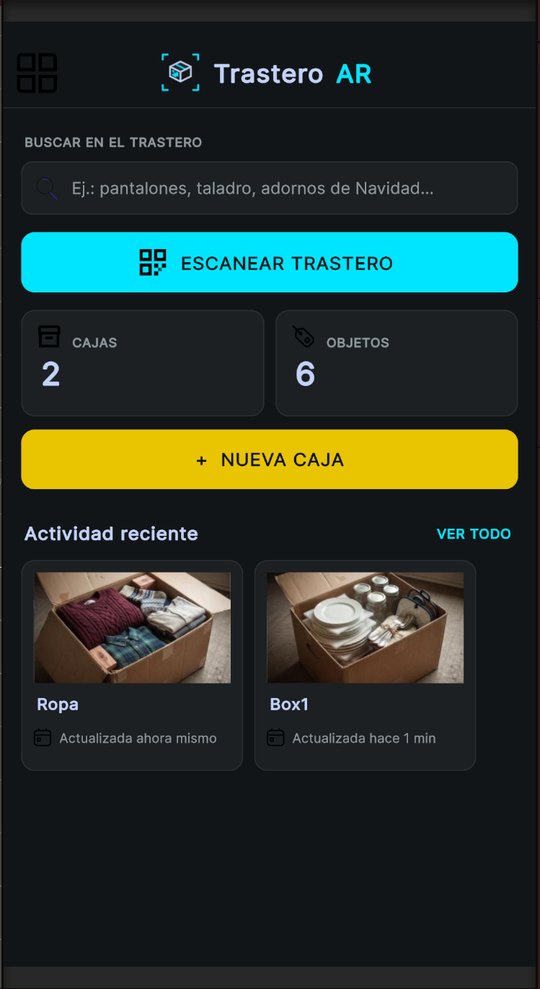 Trastero AR
BUSCAR EN EL TRASTERO
Ej.: pantalones, taladro, adornos de Navidad...
ESCANEAR TRASTERO
CAJAS
2
OBJETOS
6
+ NUEVA CAJA
Actividad reciente
VER TODO
Ropa
Actualizada ahora mismo
Box1
Actualizada hace 1 min